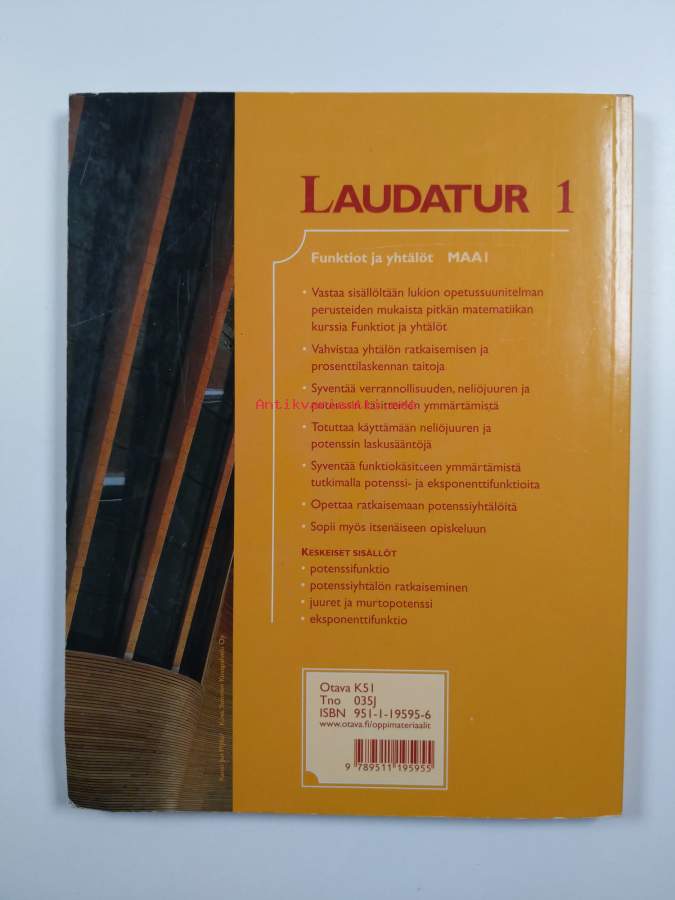 LAUDATUR 1
Funktiot ja yhtälöt MAA1
• Vastaa sisällöltään lukion opetussuunitelman
perusteiden mukaista pitkän matematiikan
kurssia Funktiot ja yhtälöt
• Vahvistaa yhtälön ratkaisemisen ja
prosenttilaskennan taitoja
• Syventää verrannollisuuden, neliöjuuren ja
potenssin käsitteiden ymmärtämistä
Antikvariaatti.com
• Totuttaa käyttämään neliöjuuren ja
potenssin laskusääntöjä
• Syventää funktiokäsitteen ymmärtämistä
tutkimalla potenssi- ja eksponenttifunktioita
• Opettaa ratkaisemaan potenssiyhtälöitä
• Sopii myös itsenäiseen opiskeluun
KESKEISET SISÄLLÖT
• potenssifunktio
• potenssiyhtälön ratkaiseminen
• juuret ja murtopotenssi
• eksponenttifunktio
Otava K51
Tno 035J
ISBN 951-1-19595-6
www.otava.fi/oppimateriaalit
9 789511 195955